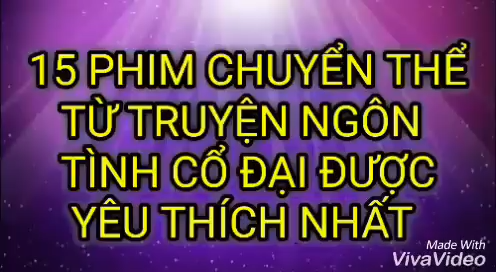 15 PHIM CHUYỂN THỂ
TỪ TRUYỆN NGÔN
TÌNH CỔ ĐẠI ĐƯỢC
YÊU THÍCH NHẤT
Made With
VivaVideo